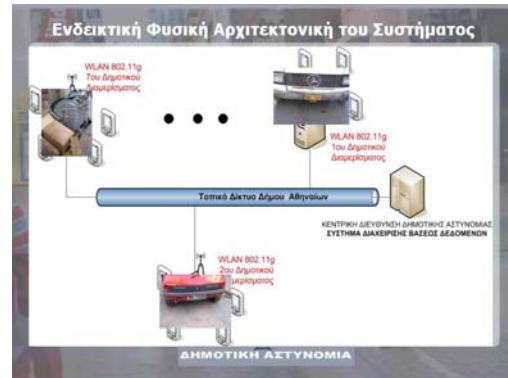 Ενδεικτική Φυσική Αρχιτεκτονική του Συστήματος
WLAN 802.11g
7ου Δημοτικού
Διαμερίσματος
WLAN 802.11g
1ου Δημοτικού
Διαμερίσματος
Τοπικό Δίκτυο Δήμου Αθηναίων
ΚΕΝΤΡΙΚΗ ΔΙΕΥΘΥΝΣΗ ΔΗΜΟΤΙΚΗΣ ΑΣΤΥΝΟΜΙΑΣ
ΣΥΣΤΗΜΑ ΔΙΑΧΕΙΡΙΣΗΣ ΒΑΣΕΩΣ ΔΕΔΟΜΕΝΩΝ
WLAN 802.11g
2ου Δημοτικού
μερίσματος
ΔΗΜΟΤΙΚΗ ΑΣΤΥΝΟΜΙΑ